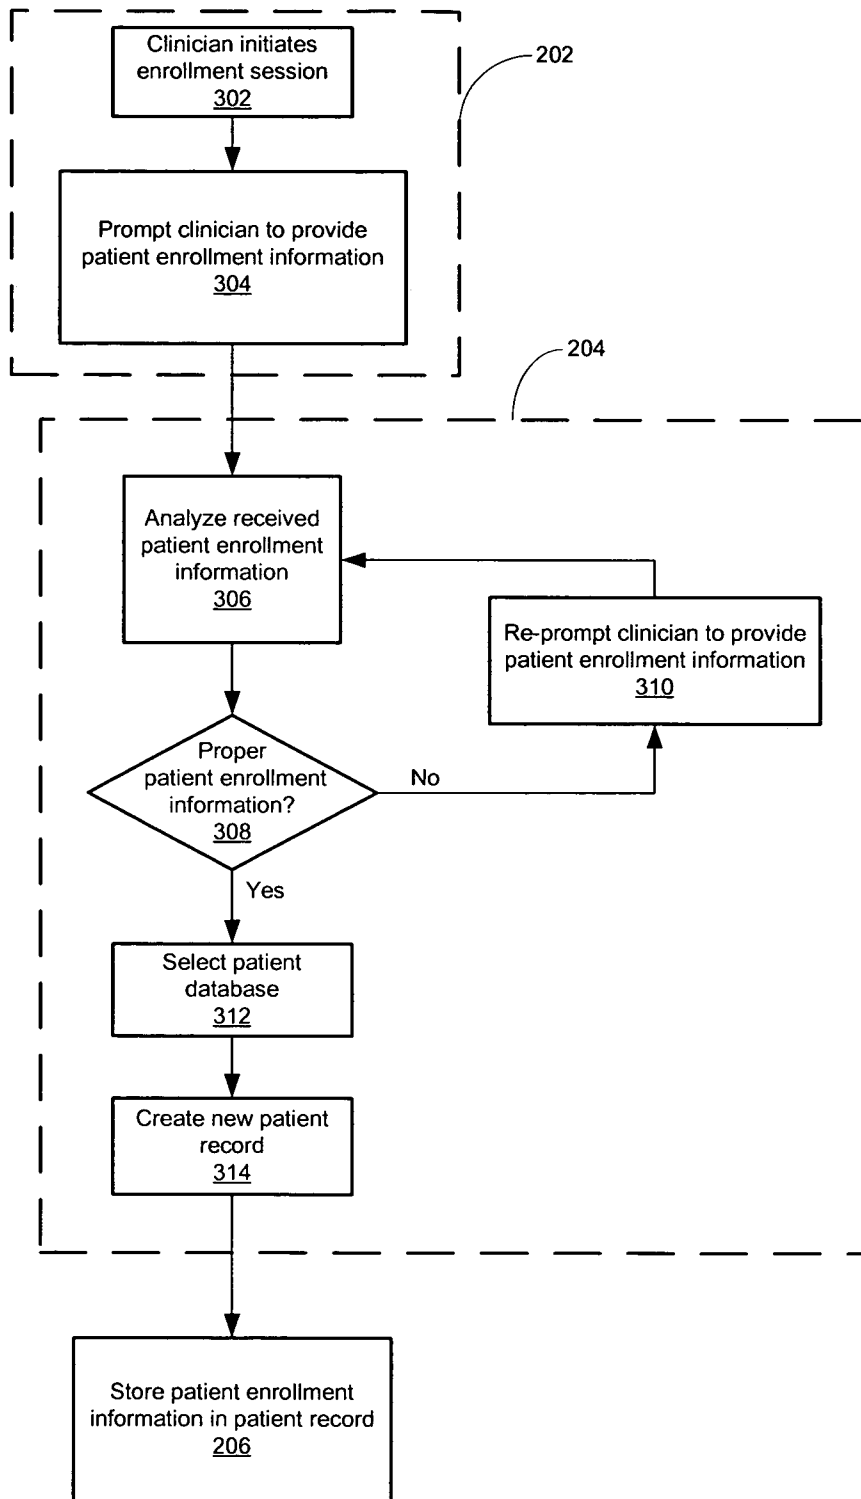 Clinician initiates
enrollment session
302
202
Prompt clinician to provide
patient enrollment information
304
204
Analyze received
patient enrollment
information
306
Re-prompt clinician to provide
patient enrollment information
310
Proper
patient enrollment
information?
308
No
Yes
Select patient
database
312
Create new patient
record
314
Store patient enrollment
information in patient record
206